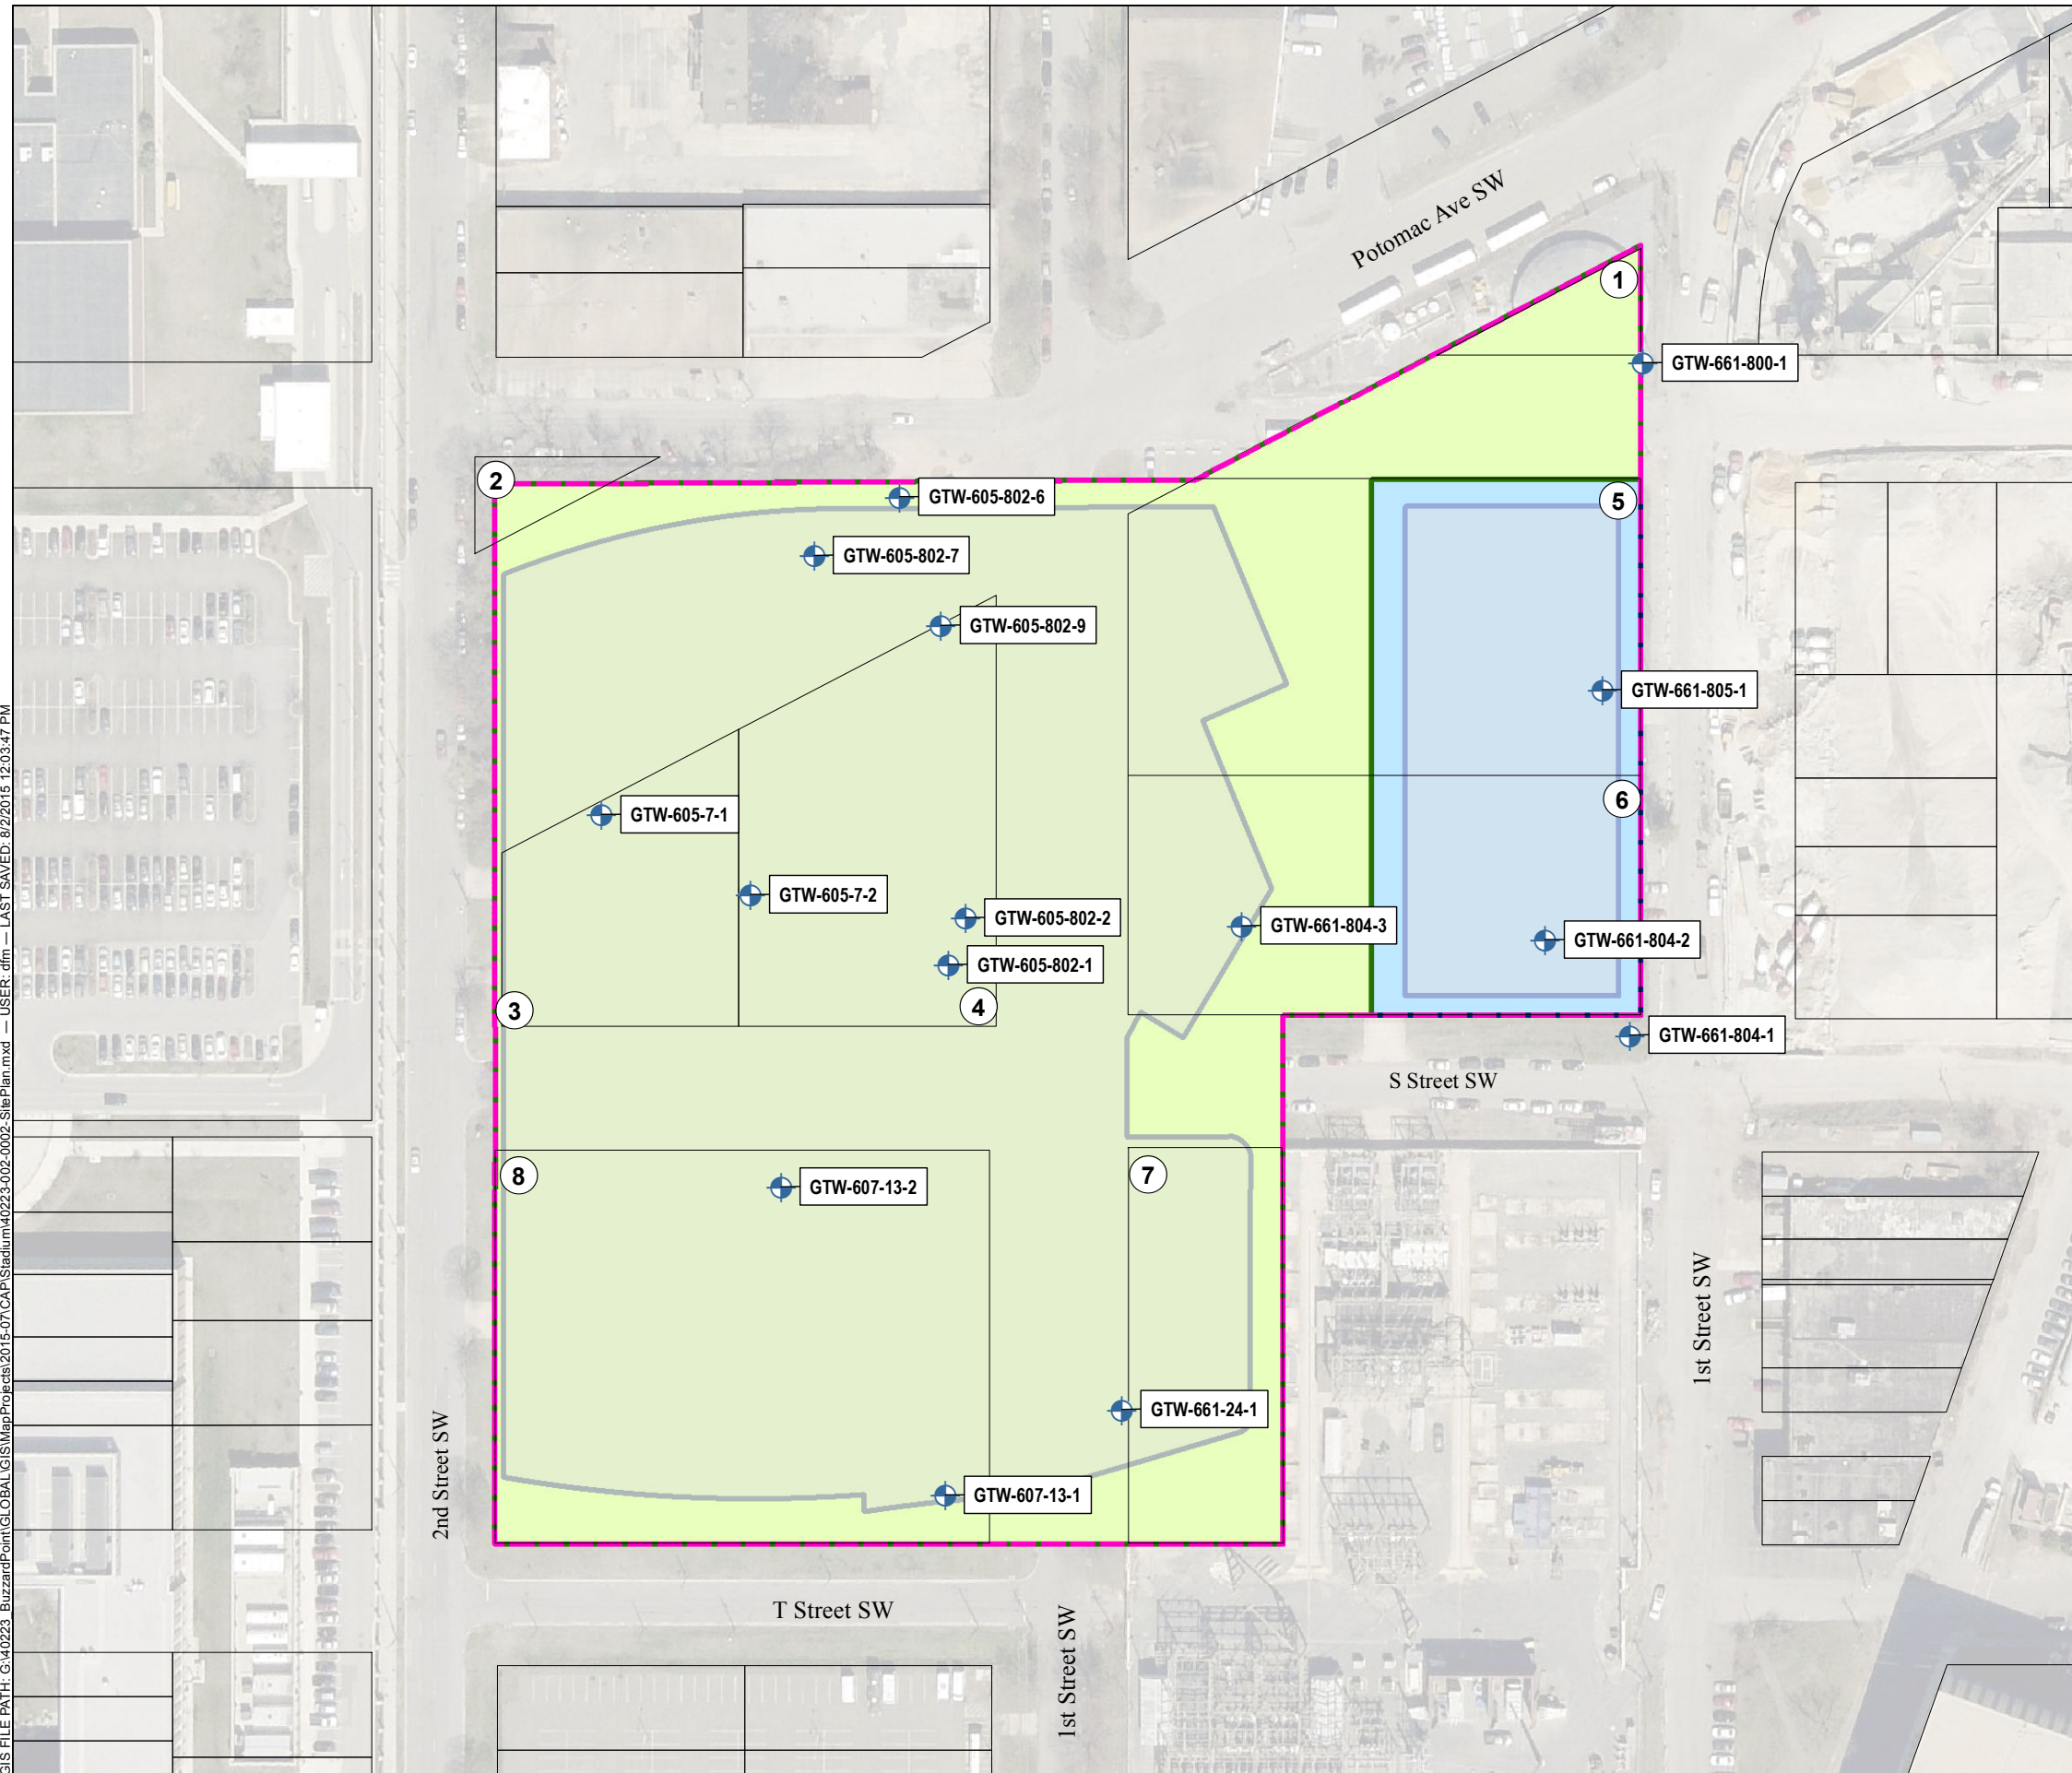 Potomac Ave SW
1
GTW-661-800-1
2
GTW-605-802-6
5
GTW-605-802-7
GTW-605-802-9
GTW-661-805-1
6
GTW-605-7-1
GTW-605-7-2
GTW-605-802-2
GTW-661-804-3
GTW-661-804-2
GTW-605-802-1
3
4
GTW-661-804-1
S Street SW
8
7
GTW-607-13-2
1st Street SW
GTW-661-24-1
2nd Street SW
GTW-607-13-1
T Street SW
1st Street SW
GIS FILE PATH: G:\40223_BuzzardPoint\GLOBAL\GIS\MapProjects\2015-07\CAP\Stadium\40223-002-0002-SitePlan.mxd — USER: dfm — LAST SAVED: 8/2/2015 12:03:47 PM